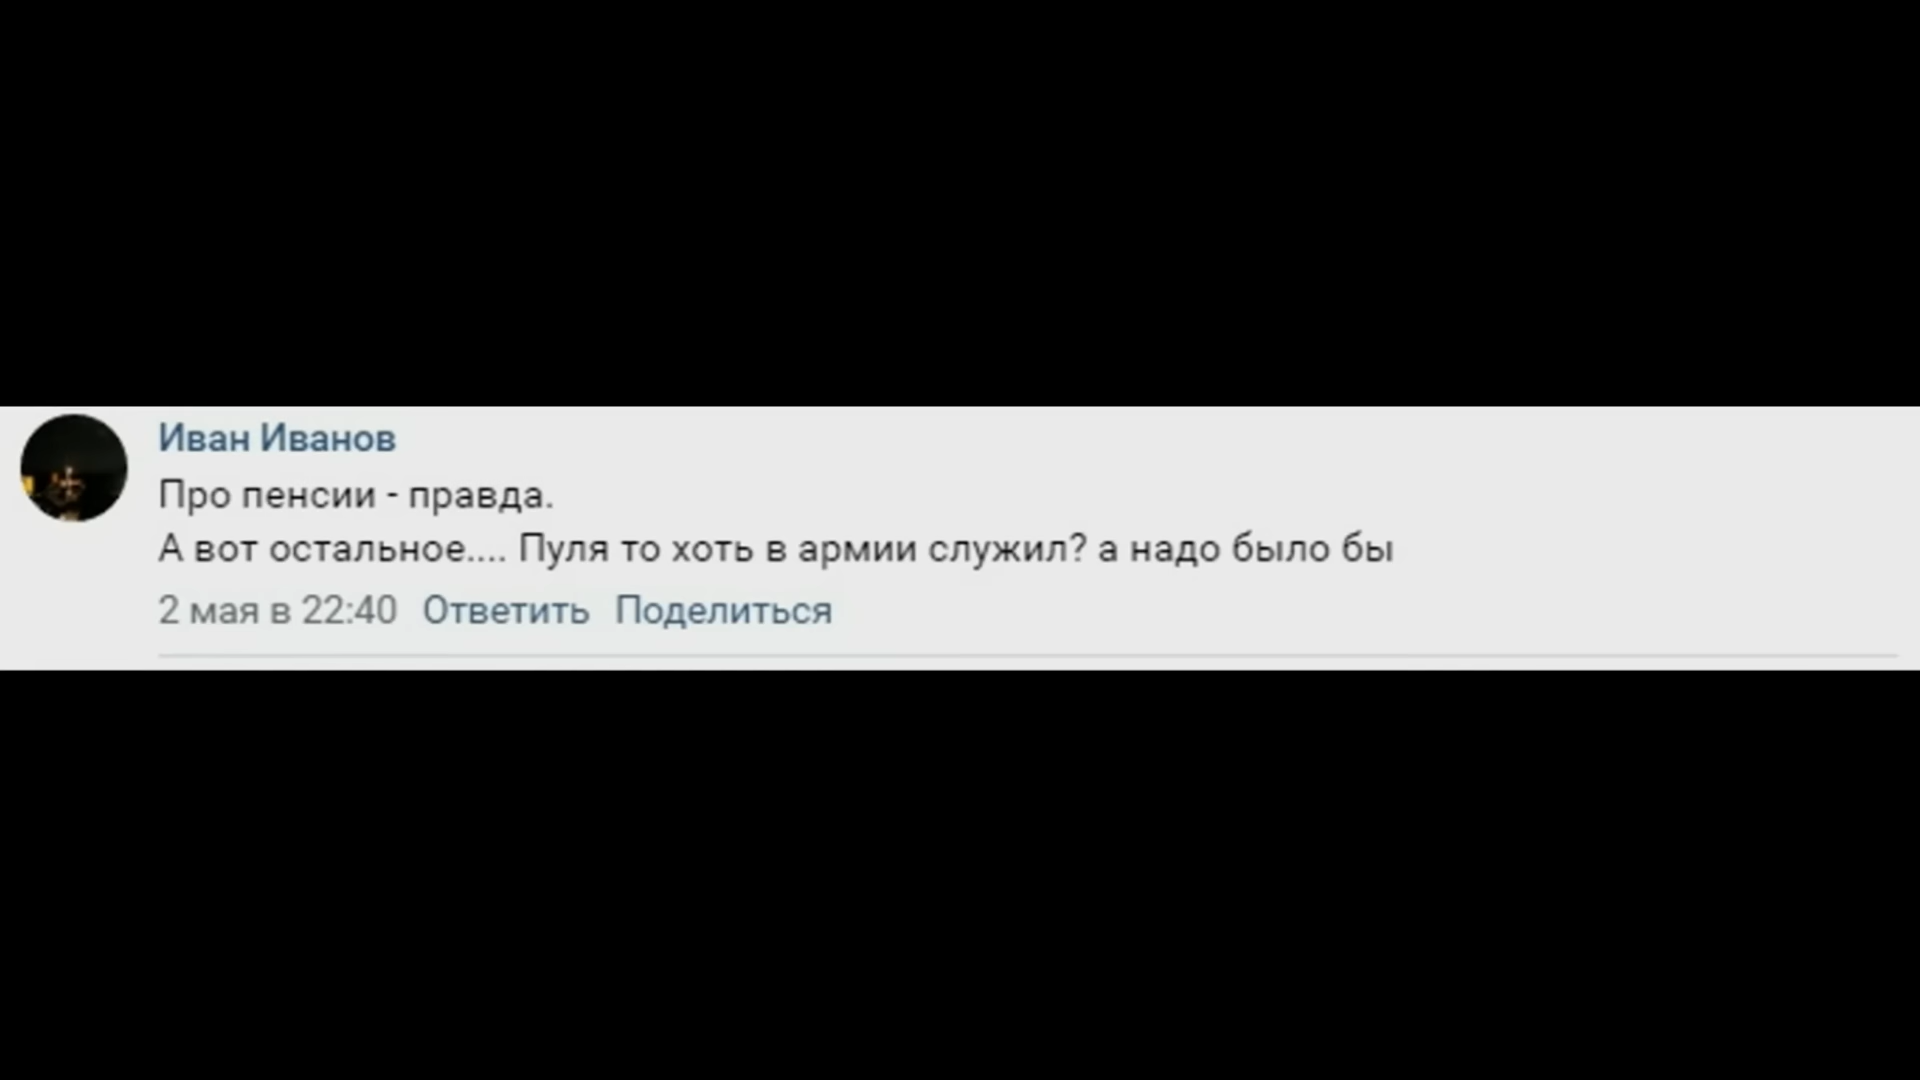 Иван Иванов
Про пенсии - правда.
А вот остальное.... Пуля то хоть в армии служил? а надо было бы
2 мая в 22:40 Ответить Поделиться